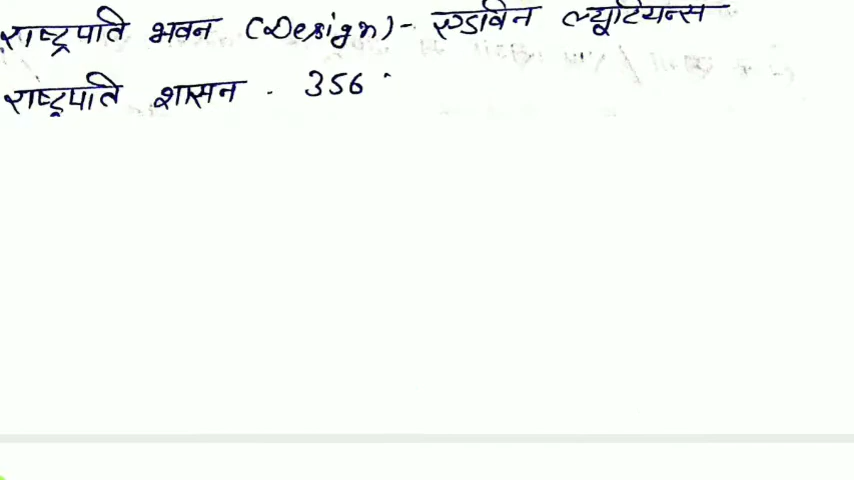 राष्ट्रपति भवन (Design) - एडविन ल्यूटियन्स
राष्ट्रपति शासन . 356